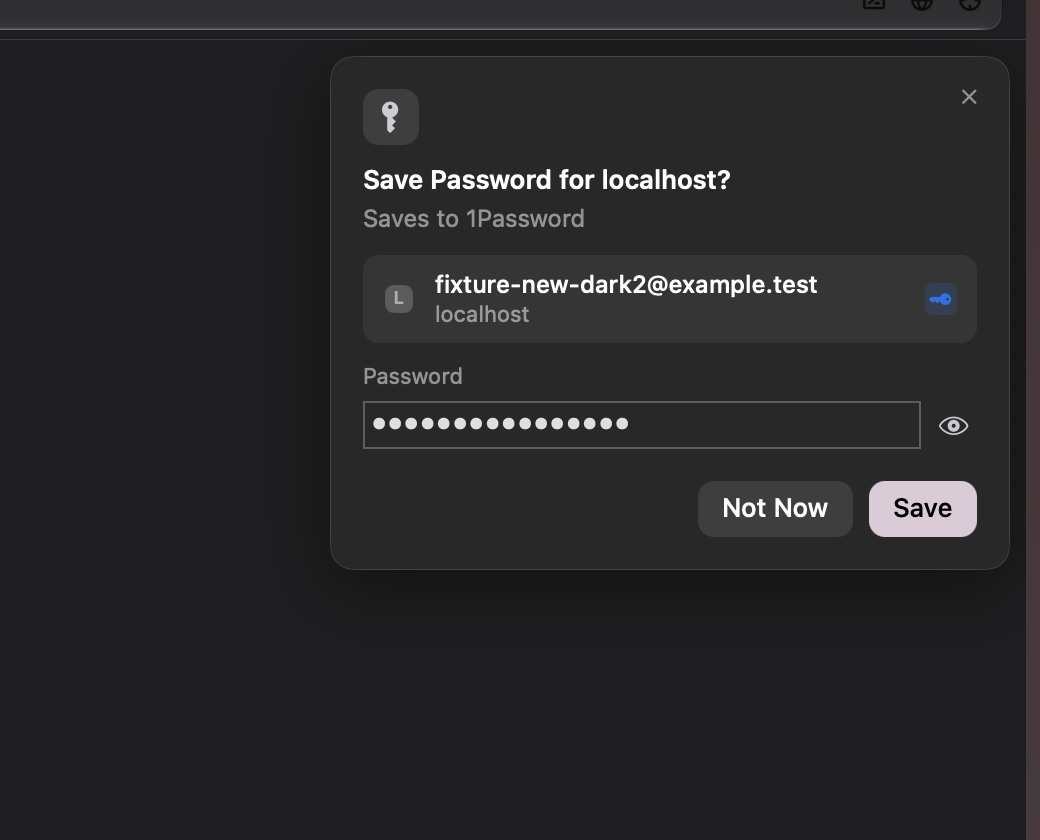 Save Password for localhost?
Saves to 1Password
L
fixture-new-dark2@example.test
localhost
Password
●●●●●●●●●●●●●●●●
Not Now
Save